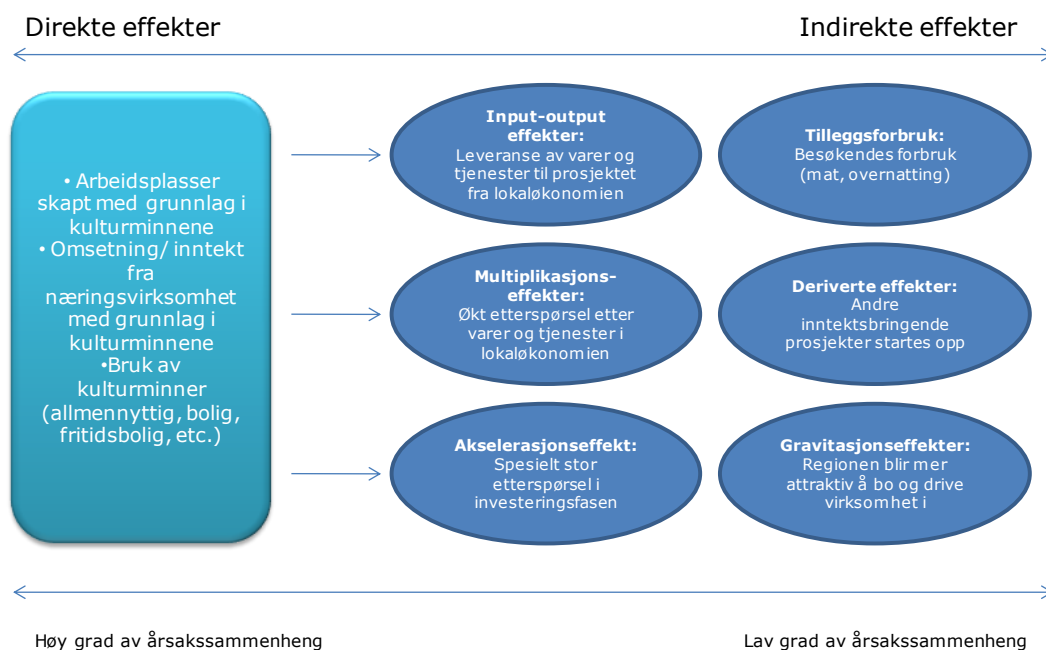 Direkte effekter
Indirekte effekter
• Arbeidsplasser
skapt med grunnlag i
kulturminnene
• Omsetning/ inntekt
fra
næringsvirksomhet
med grunnlag i
kulturminnene
•Bruk av
kulturminner
(allmennyttig, bolig,
fritidsbolig, etc.)
Input-output
effekter:
Leveranse av varer og
tjenester til prosjektet
fra lokaløkonomien
Tilleggsforbruk:
Besøkendes forbruk
(mat, overnatting)
Multiplikasjons-
effekter:
Økt etterspørsel etter
varer og tjenester i
lokaløkonomien
Deriverte effekter:
Andre
inntektsbringende
prosjekter startes opp
Akselerasjonseffekt:
Spesielt stor
etterspørsel i
investeringsfasen
Gravitasjonseffekter:
Regionen blir mer
attraktiv å bo og drive
virksomhet i
Høy grad av årsakssammenheng
Lav grad av årsakssammenheng